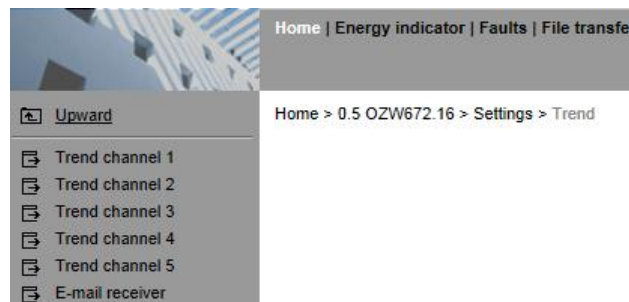 Home | Energy indicator | Faults | File transfe
Upward
Home > 0.5 OZW672.16 > Settings > Trend
Trend channel 1
Trend channel 2
Trend channel 3
Trend channel 4
Trend channel 5
E-mail receiver